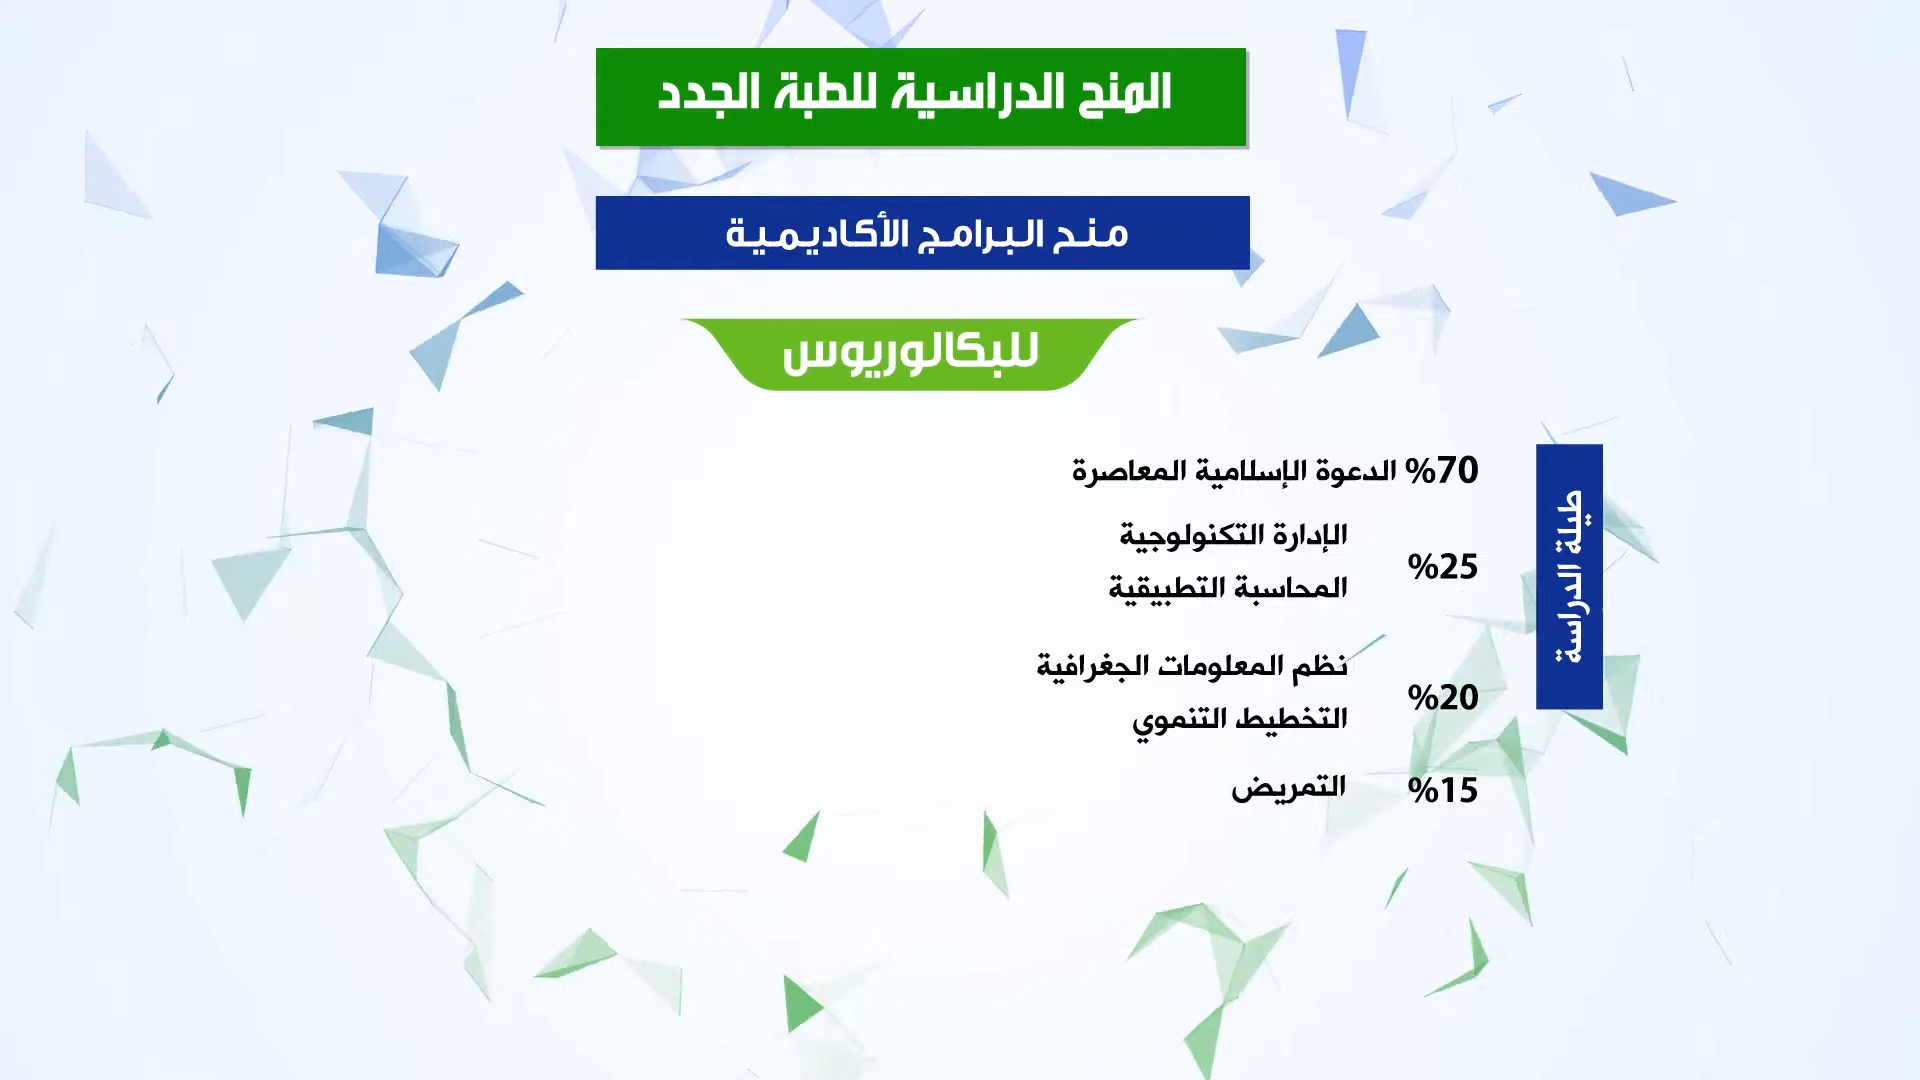 المنح الدراسية للطبة الجدد
منح البرامج الأكاديمية
للبكالوريوس
طيلة الدراسة
%70 الدعوة الإسلامية المعاصرة
الإدارة التكنولوجية
%25
المحاسبة التطبيقية
نظم المعلومات الجغرافية
%20
التخطيط التنموي
%15 التمريض